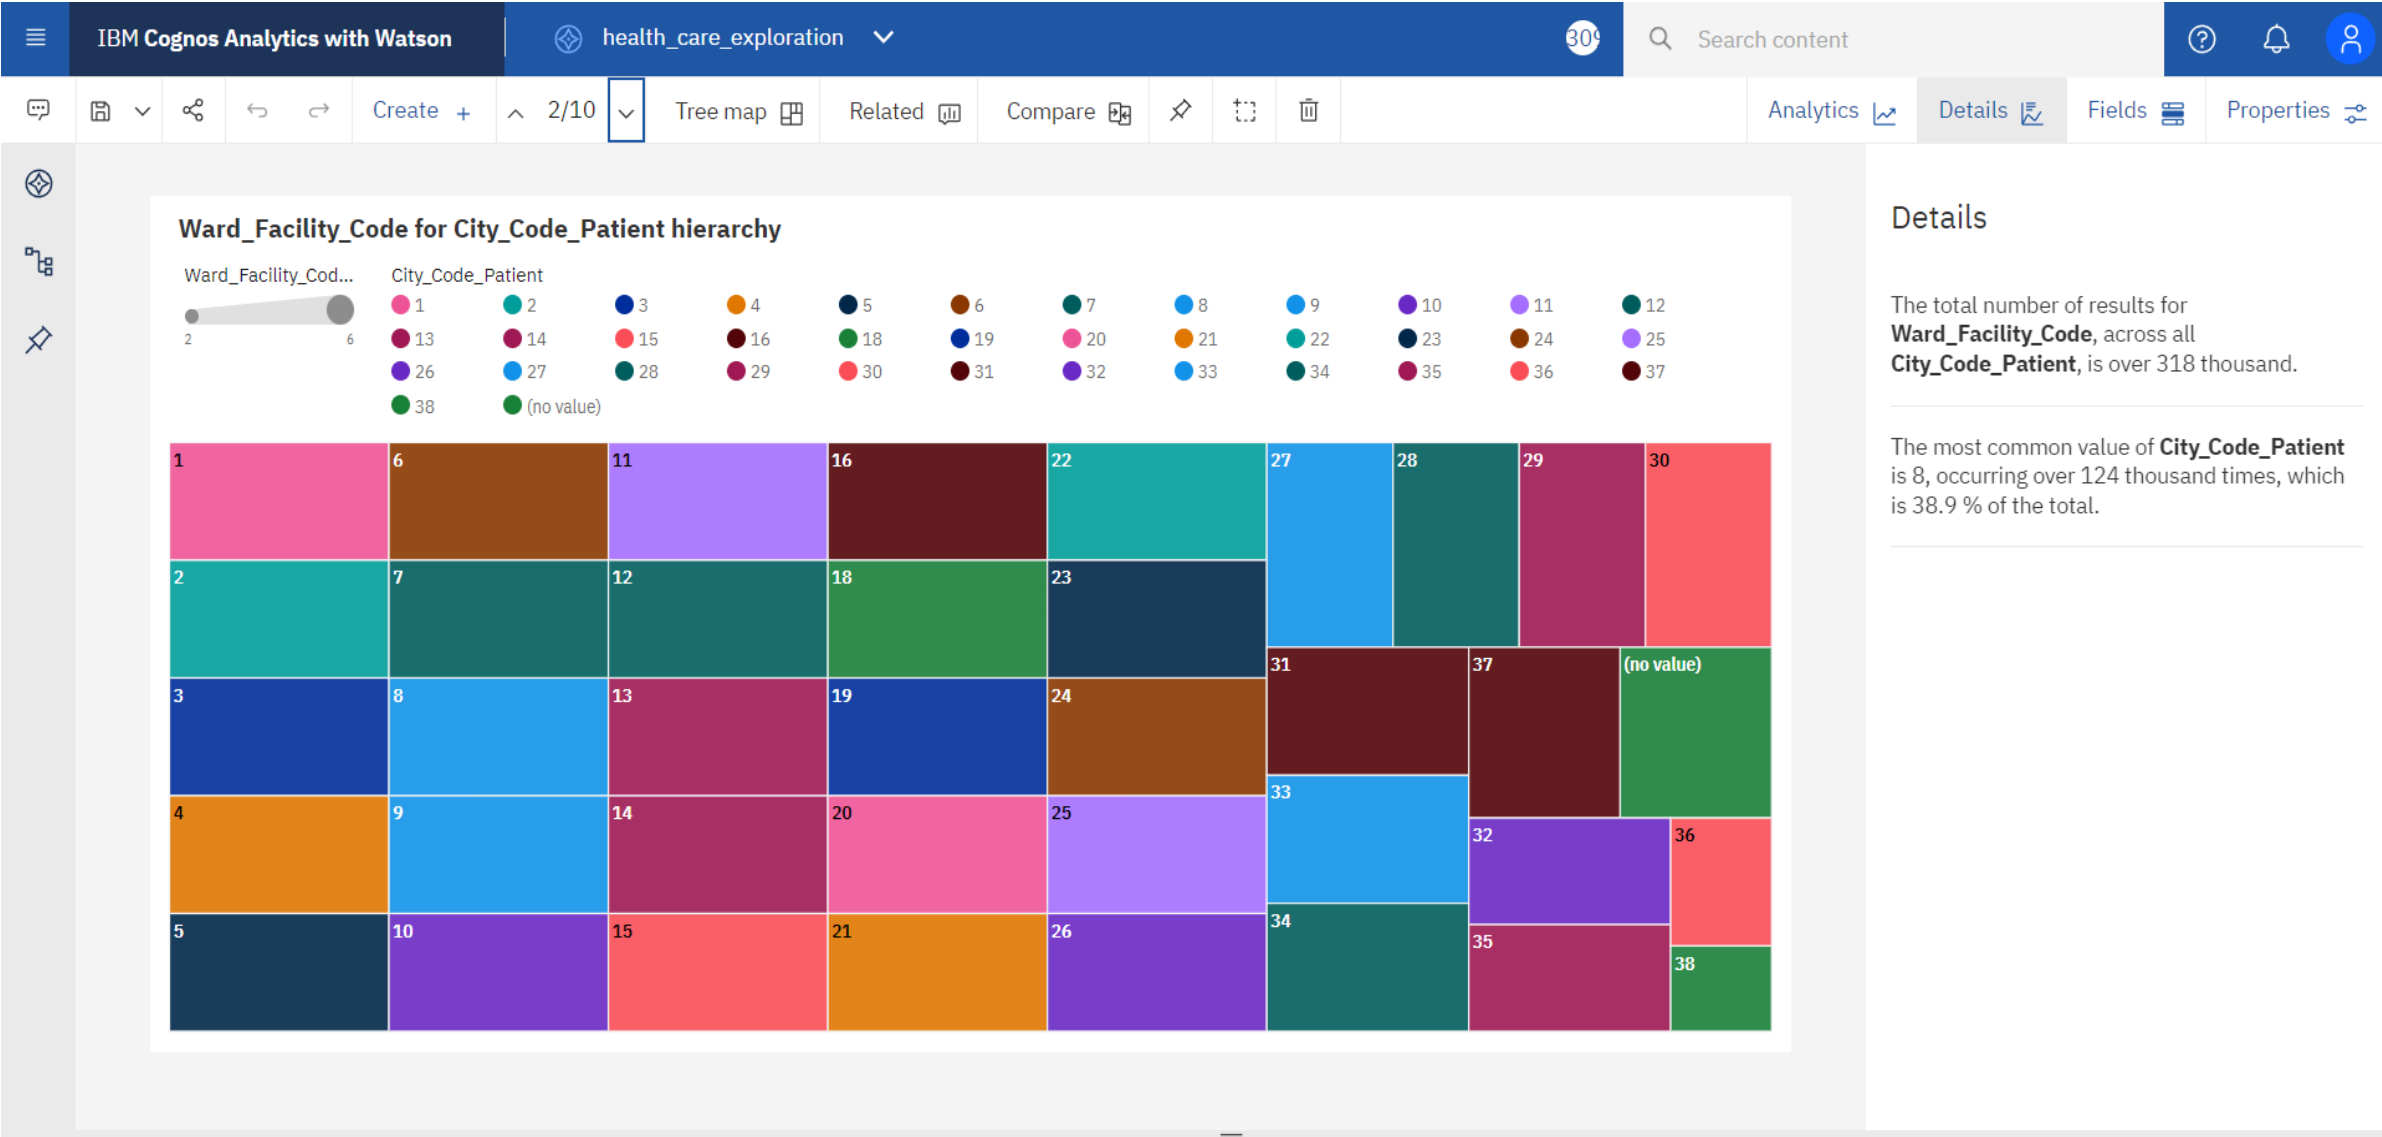 IBM Cognos Analytics with Watson
health_care_exploration
309
Search content
Create
2/10
Tree map
Related
Compare
Analytics
Details
Fields
Properties
Ward_Facility_Code for City_Code_Patient hierarchy
Ward_Facility_Cod...
2 6
City_Code_Patient
1 2 3 4 5 6 7 8 9 10 11 12
13 14 15 16 18 19 20 21 22 23 24 25
26 27 28 29 30 31 32 33 34 35 36 37
38 (no value)
1 6 11 16 22 27 28 29 30
2 7 12 18 23
31 37 (no value)
3 8 13 19 24
33
4 9 14 20 25
32 36
34
5 10 15 21 26
35
38
Details
The total number of results for
Ward_Facility_Code, across all
City_Code_Patient, is over 318 thousand.
The most common value of City_Code_Patient
is 8, occurring over 124 thousand times, which
is 38.9 % of the total.